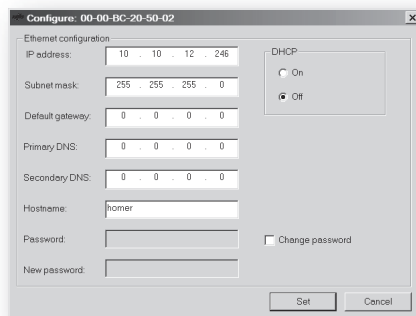 Configure: 00-00-BC-20-50-02
Ethernet configuration
IP address: 10 . 10 . 12 . 246
DHCP
On
Off
Subnet mask: 255 . 255 . 255 . 0
Default gateway: 0 . 0 . 0 . 0
Primary DNS: 0 . 0 . 0 . 0
Secondary DNS: 0 . 0 . 0 . 0
Hostname: homer
Password:
Change password
New password:
Set
Cancel